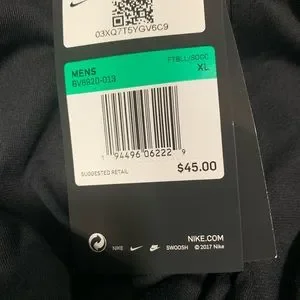 03XQ7T5YGV6C9
MENS FTBLL/SOCC
BV6820-013 XL
1 94496 06222 9
SUGGESTED RETAIL $45.00
NIKE.COM
NIKE SWOOSH © 2017 Nike